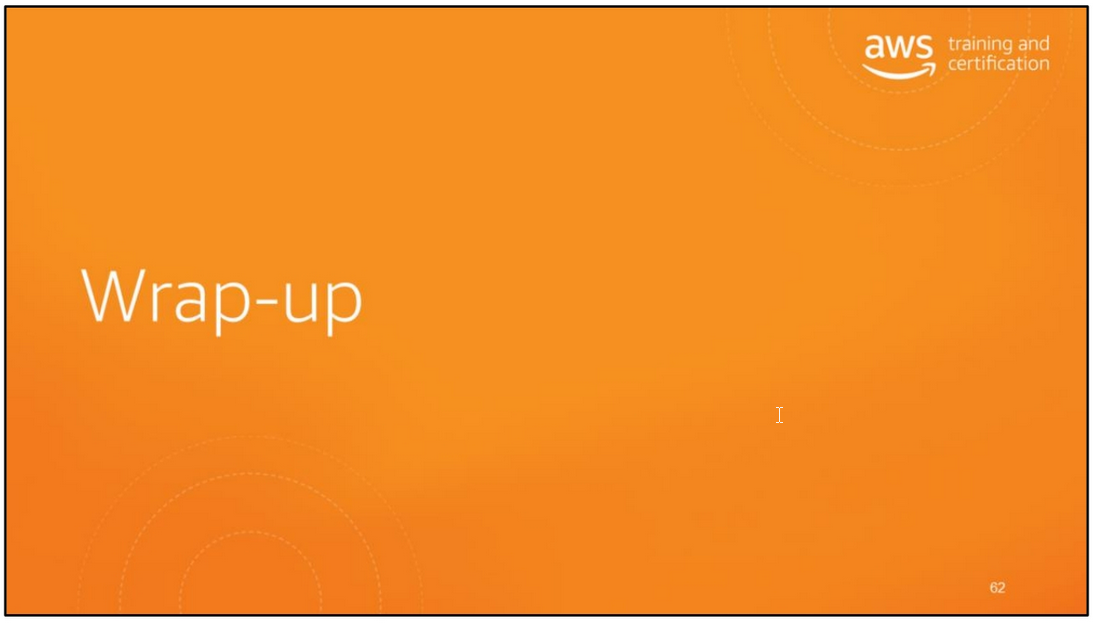 aws training and
certification
Wrap-up
62